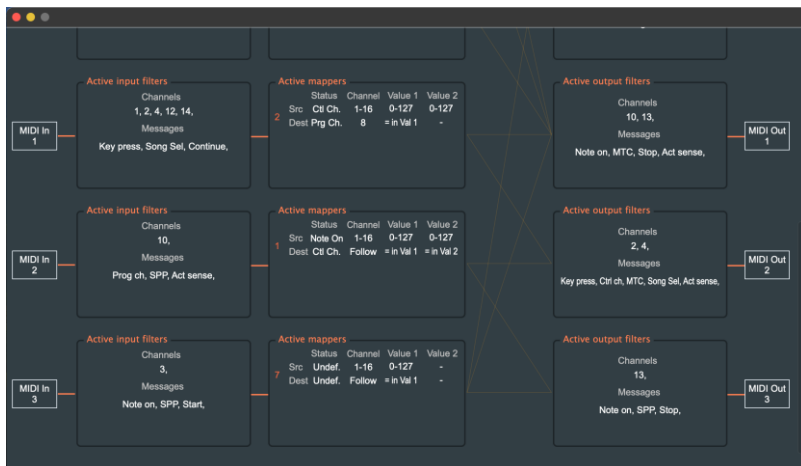 Active input filters
Channels
1, 2, 4, 12, 14,
Messages
Key press, Song Sel, Continue,
MIDI In
1
Active mappers
Status Channel Value 1 Value 2
2
Src Ctl Ch. 1-16 0-127 0-127
Dest Prg Ch. 8 = in Val 1 -
Active output filters
Channels
10, 13,
Messages
Note on, MTC, Stop, Act sense,
MIDI Out
1
Active input filters
Channels
10,
Messages
Prog ch, SPP, Act sense,
MIDI In
2
Active mappers
Status Channel Value 1 Value 2
1
Src Note On 1-16 0-127 0-127
Dest Ctl Ch. Follow = in Val 1 = in Val 2
Active output filters
Channels
2, 4,
Messages
Key press, Ctrl ch, MTC, Song Sel, Act sense,
MIDI Out
2
Active input filters
Channels
3,
Messages
Note on, SPP, Start,
MIDI In
3
Active mappers
Status Channel Value 1 Value 2
7
Src Undef. 1-16 0-127 -
Dest Undef. Follow = in Val 1 -
Active output filters
Channels
13,
Messages
Note on, SPP, Stop,
MIDI Out
3